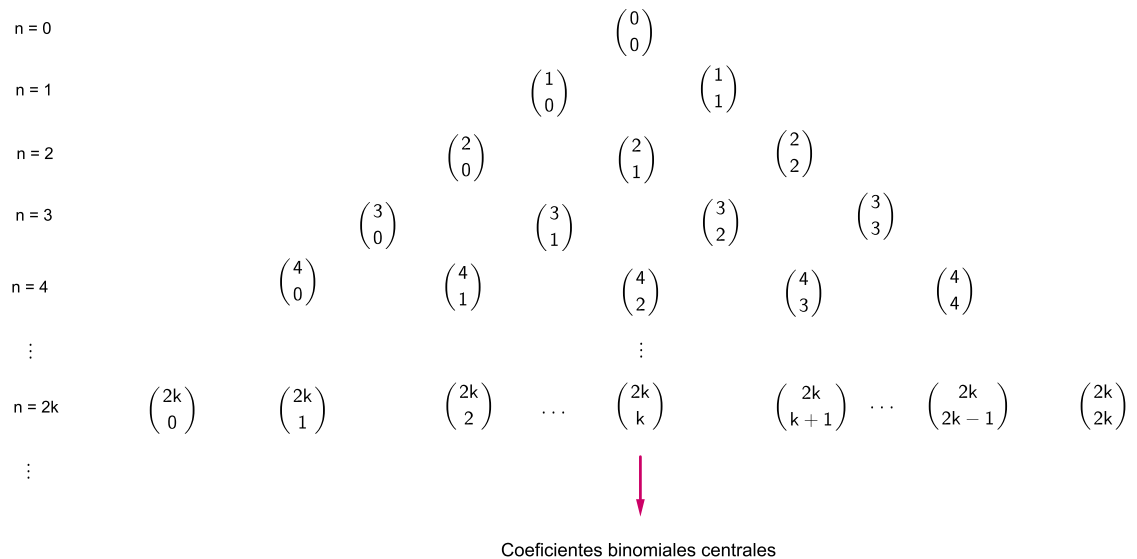 n = 0 (0 0)
n = 1 (1 0) (1 1)
n = 2 (2 0) (2 1) (2 2)
n = 3 (3 0) (3 1) (3 2) (3 3)
n = 4 (4 0) (4 1) (4 2) (4 3) (4 4)
⋮ ⋮
n = 2k (2k 0) (2k 1) (2k 2) ... (2k k) (2k k + 1) ... (2k 2k − 1) (2k 2k)
⋮
Coeficientes binomiales centrales